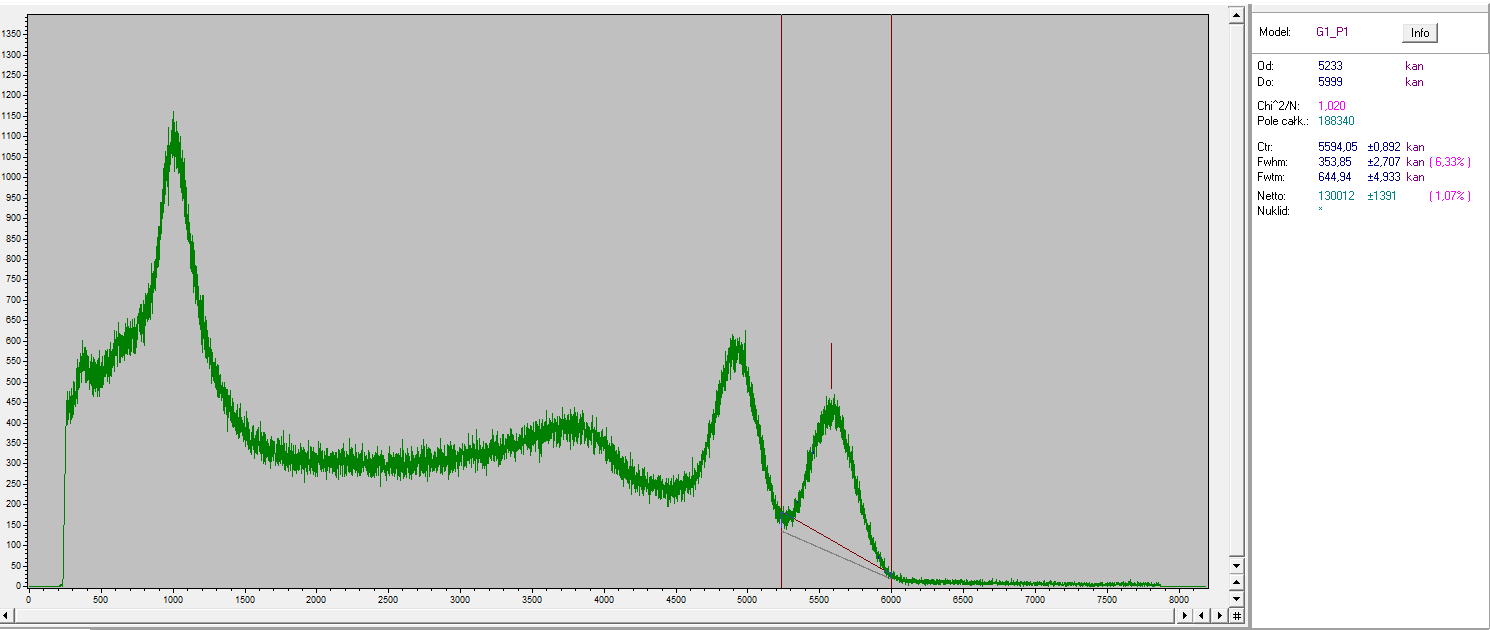 1350
1300
1250
1200
1150
1100
1050
1000
950
900
850
800
750
700
650
600
550
500
450
400
350
300
250
200
150
100
50
0
0 500 1000 1500 2000 2500 3000 3500 4000 4500 5000 5500 6000 6500 7000 7500 8000
#
Model: G1_P1 Info
Od: 5233 kan
Do: 5999 kan
Chi^2/N: 1,020
Pole całk.: 188340
Ctr: 5594,05 ±0,892 kan
Fwhm: 353,85 ±2,707 kan ( 6,33% )
Fwtm: 644,94 ±4,933 kan
Netto: 130012 ±1391 ( 1,07% )
Nuklid: *